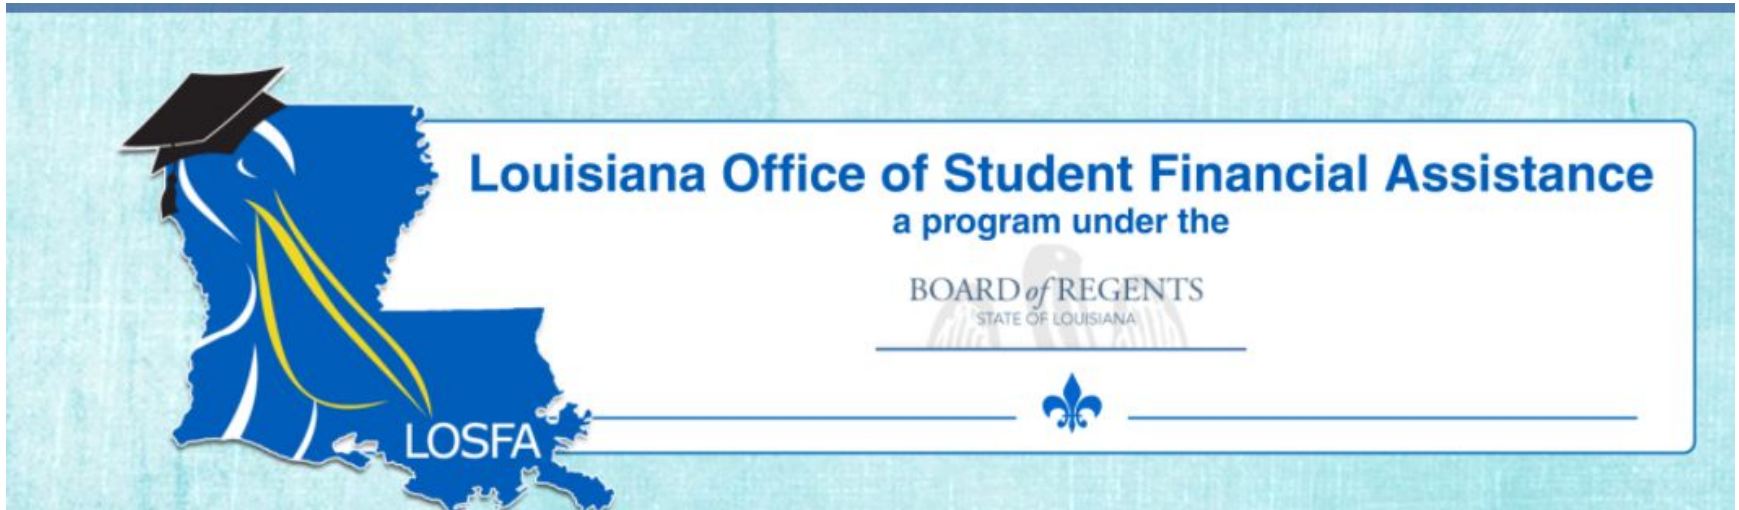 Louisiana Office of Student Financial Assistance
a program under the
BOARD of REGENTS
STATE OF LOUISIANA
LOSFA